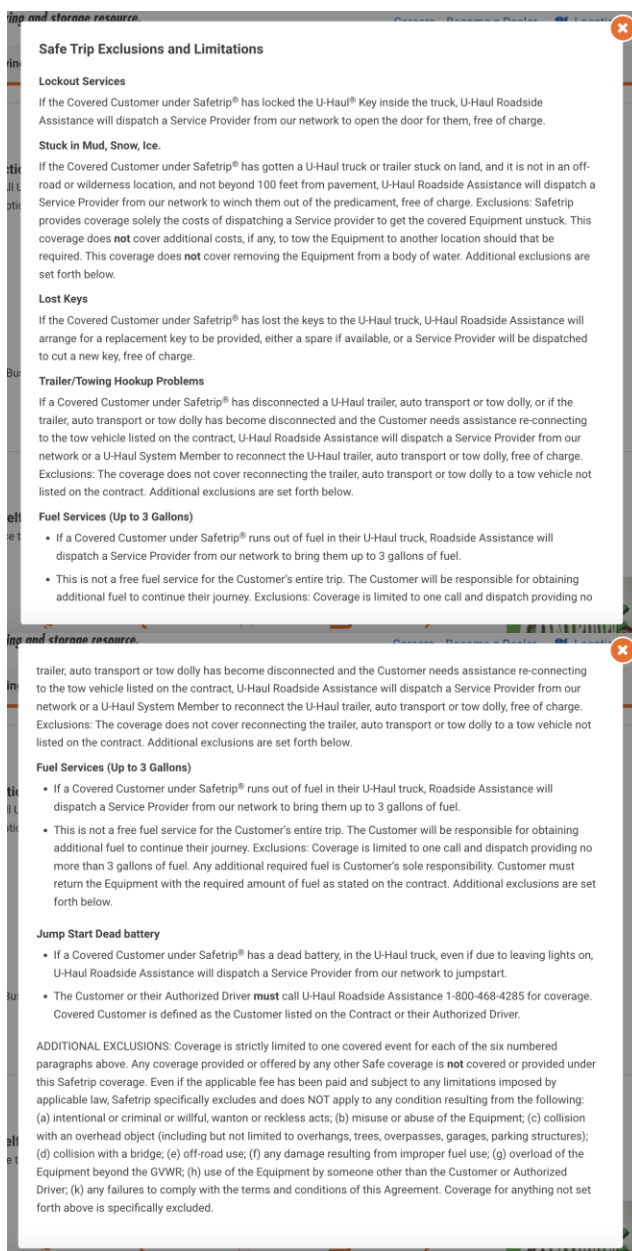 ing and storage resource.
Careers Become a Dealer Locatio
Safe Trip Exclusions and Limitations
Lockout Services
If the Covered Customer under Safetrip® has locked the U-Haul® Key inside the truck, U-Haul Roadside
Assistance will dispatch a Service Provider from our network to open the door for them, free of charge.
Stuck in Mud, Snow, Ice.
If the Covered Customer under Safetrip® has gotten a U-Haul truck or trailer stuck on land, and it is not in an off-
road or wilderness location, and not beyond 100 feet from pavement, U-Haul Roadside Assistance will dispatch a
Service Provider from our network to winch them out of the predicament, free of charge. Exclusions: Safetrip
provides coverage solely the costs of dispatching a Service provider to get the covered Equipment unstuck. This
coverage does not cover additional costs, if any, to tow the Equipment to another location should that be
required. This coverage does not cover removing the Equipment from a body of water. Additional exclusions are
set forth below.
Lost Keys
If the Covered Customer under Safetrip® has lost the keys to the U-Haul truck, U-Haul Roadside Assistance will
arrange for a replacement key to be provided, either a spare if available, or a Service Provider will be dispatched
to cut a new key, free of charge.
Trailer/Towing Hookup Problems
If a Covered Customer under Safetrip® has disconnected a U-Haul trailer, auto transport or tow dolly, or if the
trailer, auto transport or tow dolly has become disconnected and the Customer needs assistance re-connecting
to the tow vehicle listed on the contract, U-Haul Roadside Assistance will dispatch a Service Provider from our
network or a U-Haul System Member to reconnect the U-Haul trailer, auto transport or tow dolly, free of charge.
Exclusions: The coverage does not cover reconnecting the trailer, auto transport or tow dolly to a tow vehicle not
listed on the contract. Additional exclusions are set forth below.
Fuel Services (Up to 3 Gallons)
• If a Covered Customer under Safetrip® runs out of fuel in their U-Haul truck, Roadside Assistance will
dispatch a Service Provider from our network to bring them up to 3 gallons of fuel.
• This is not a free fuel service for the Customer's entire trip. The Customer will be responsible for obtaining
additional fuel to continue their journey. Exclusions: Coverage is limited to one call and dispatch providing no
ing and storage resource.
trailer, auto transport or tow dolly has become disconnected and the Customer needs assistance re-connecting
to the tow vehicle listed on the contract, U-Haul Roadside Assistance will dispatch a Service Provider from our
network or a U-Haul System Member to reconnect the U-Haul trailer, auto transport or tow dolly, free of charge.
Exclusions: The coverage does not cover reconnecting the trailer, auto transport or tow dolly to a tow vehicle not
listed on the contract. Additional exclusions are set forth below.
Fuel Services (Up to 3 Gallons)
• If a Covered Customer under Safetrip® runs out of fuel in their U-Haul truck, Roadside Assistance will
dispatch a Service Provider from our network to bring them up to 3 gallons of fuel.
• This is not a free fuel service for the Customer's entire trip. The Customer will be responsible for obtaining
additional fuel to continue their journey. Exclusions: Coverage is limited to one call and dispatch providing no
more than 3 gallons of fuel. Any additional required fuel is Customer's sole responsibility. Customer must
return the Equipment with the required amount of fuel as stated on the contract. Additional exclusions are set
forth below.
Jump Start Dead battery
• If a Covered Customer under Safetrip® has a dead battery, in the U-Haul truck, even if due to leaving lights on,
U-Haul Roadside Assistance will dispatch a Service Provider from our network to jumpstart.
• The Customer or their Authorized Driver must call U-Haul Roadside Assistance 1-800-468-4285 for coverage.
Covered Customer is defined as the Customer listed on the Contract or their Authorized Driver.
ADDITIONAL EXCLUSIONS: Coverage is strictly limited to one covered event for each of the six numbered
paragraphs above. Any coverage provided or offered by any other Safe coverage is not covered or provided under
this Safetrip coverage. Even if the applicable fee has been paid and subject to any limitations imposed by
applicable law, Safetrip specifically excludes and does NOT apply to any condition resulting from the following:
(a) intentional or criminal or willful, wanton or reckless acts; (b) misuse or abuse of the Equipment; (c) collision
with an overhead object (including but not limited to overhangs, trees, overpasses, garages, parking structures);
(d) collision with a bridge; (e) off-road use; (f) any damage resulting from improper fuel use; (g) overload of the
Equipment beyond the GVWR; (h) use of the Equipment by someone other than the Customer or Authorized
Driver; (k) any failures to comply with the terms and conditions of this Agreement. Coverage for anything not set
forth above is specifically excluded.